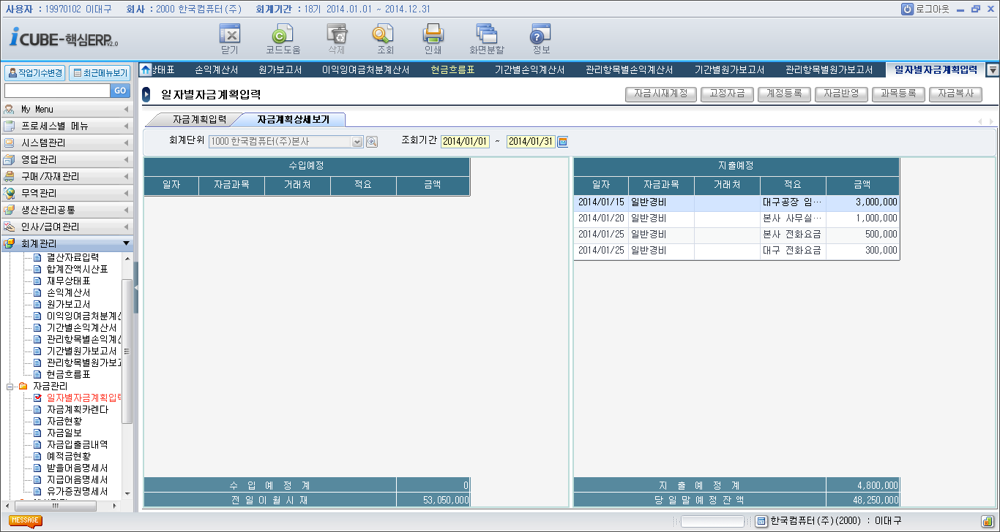 사용자 : 19970102 이대구 회사 : 2000 한국컴퓨터(주) 회계기간 : 18기 2014.01.01 ~ 2014.12.31 로그아웃
iCUBE-핵심ERP v2.0
닫기 코드도움 삭제 조회 인쇄 화면분할 정보
작업기수변경 최근메뉴보기
상태표 손익계산서 원가보고서 이익잉여금처분계산서 현금흐름표 기간별손익계산서 관리항목별손익계산서 기간별원가보고서 관리항목별원가보고서 일자별자금계획입력
GO
일자별자금계획입력 자금시재계정 고정자금 계정등록 자금반영 과목등록 자금복사
My Menu
프로세스별 메뉴
시스템관리
영업관리
구매/자재관리
무역관리
생산관리공통
인사/급여관리
회계관리
결산자료입력
합계잔액시산표
재무상태표
손익계산서
원가보고서
이익잉여금처분계산
기간별손익계산서
관리항목별손익계산
기간별원가보고서
관리항목별원가보고
현금흐름표
자금관리
일자별자금계획입력
자금계획카렌다
자금현황
자금일보
자금입출금내역
예적금현황
받을어음명세서
지급어음명세서
유가증권명세서
자금계획입력 자금계획상세보기
회계단위 1000 한국컴퓨터(주)본사 조회기간 2014/01/01 ~ 2014/01/31
수입예정
일자 자금과목 거래처 적요 금액
수 입 예 정 계 0
전 일 이 월 시 재 53,050,000
지출예정
일자 자금과목 거래처 적요 금액
2014/01/15 일반경비 대구공장 임… 3,000,000
2014/01/20 일반경비 본사 사무실… 1,000,000
2014/01/25 일반경비 본사 전화요금 500,000
2014/01/25 일반경비 대구 전화요금 300,000
지 출 예 정 계 4,800,000
당 일 말 예 정 잔 액 48,250,000
MESSAGE
한국컴퓨터(주)(2000) : 이대구